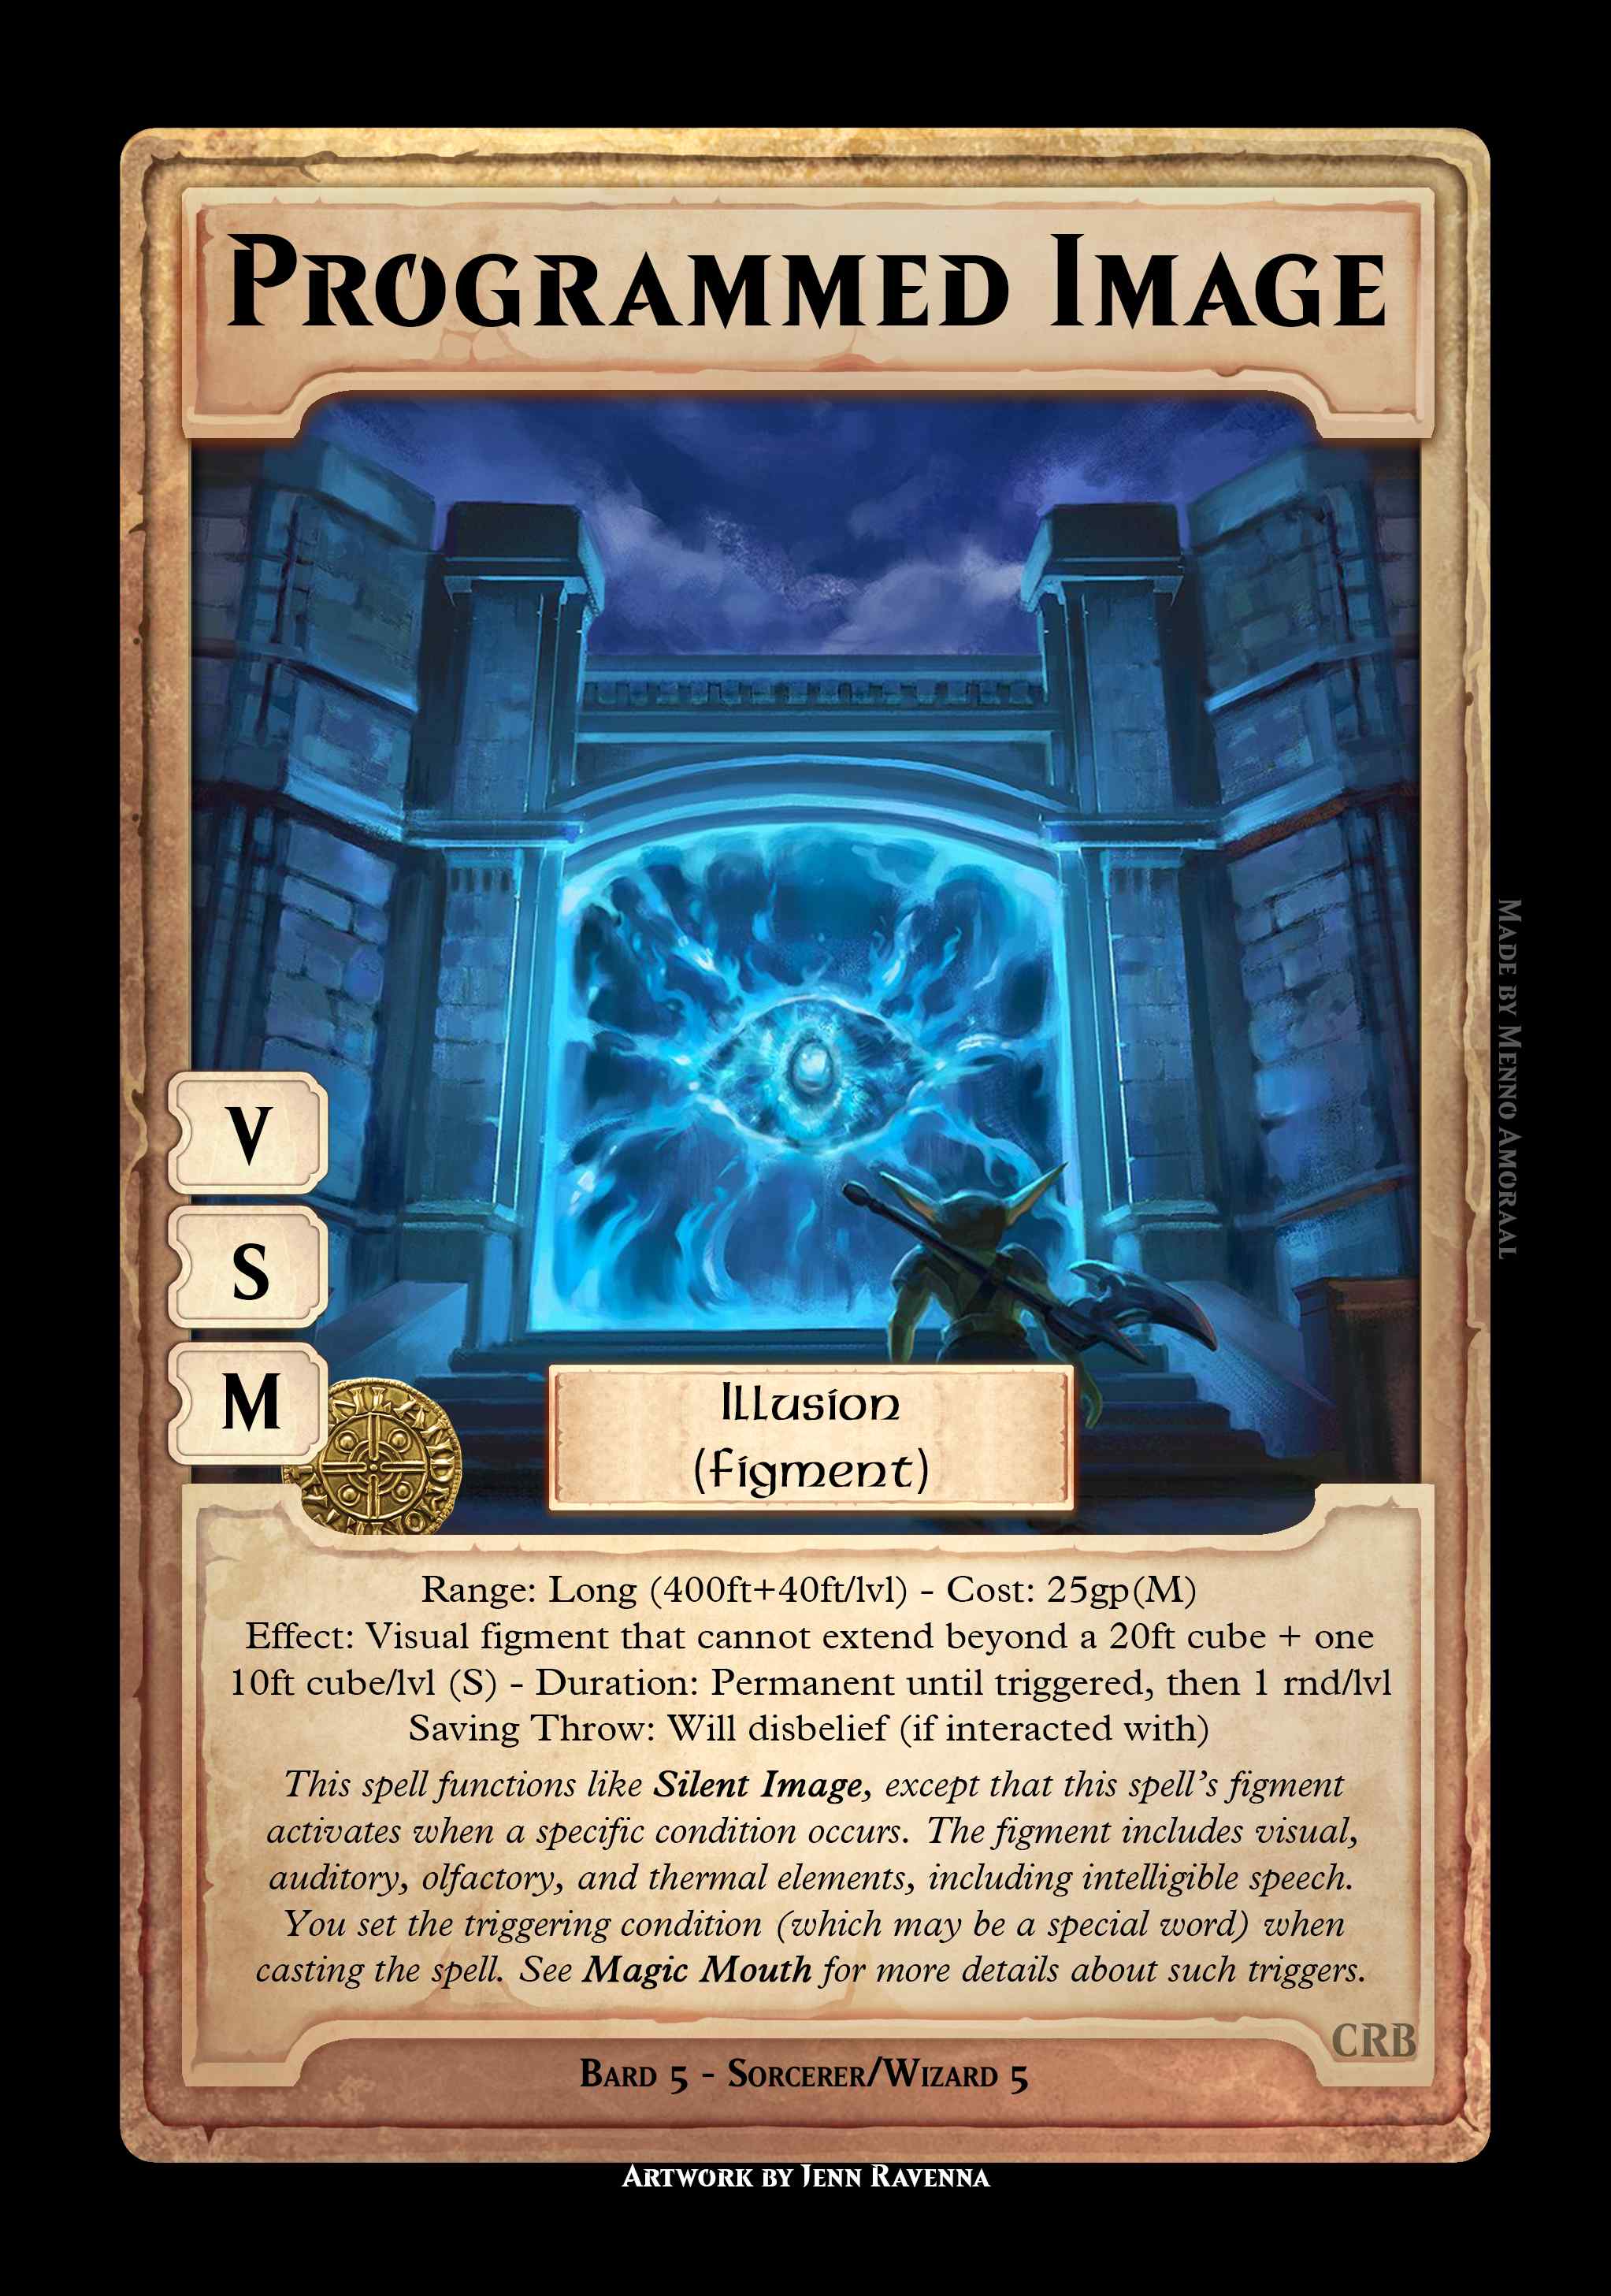 Programmed Image
V
S
M
Illusion
(Figment)
Range: Long (400ft+40ft/lvl) - Cost: 25gp(M)
Effect: Visual figment that cannot extend beyond a 20ft cube + one
10ft cube/lvl (S) - Duration: Permanent until triggered, then 1 rnd/lvl
Saving Throw: Will disbelief (if interacted with)
This spell functions like Silent Image, except that this spell's figment
activates when a specific condition occurs. The figment includes visual,
auditory, olfactory, and thermal elements, including intelligible speech.
You set the triggering condition (which may be a special word) when
casting the spell. See Magic Mouth for more details about such triggers.
CRB
Bard 5 - Sorcerer/Wizard 5
Artwork by Jenn Ravenna
Made by Menno Amoraal